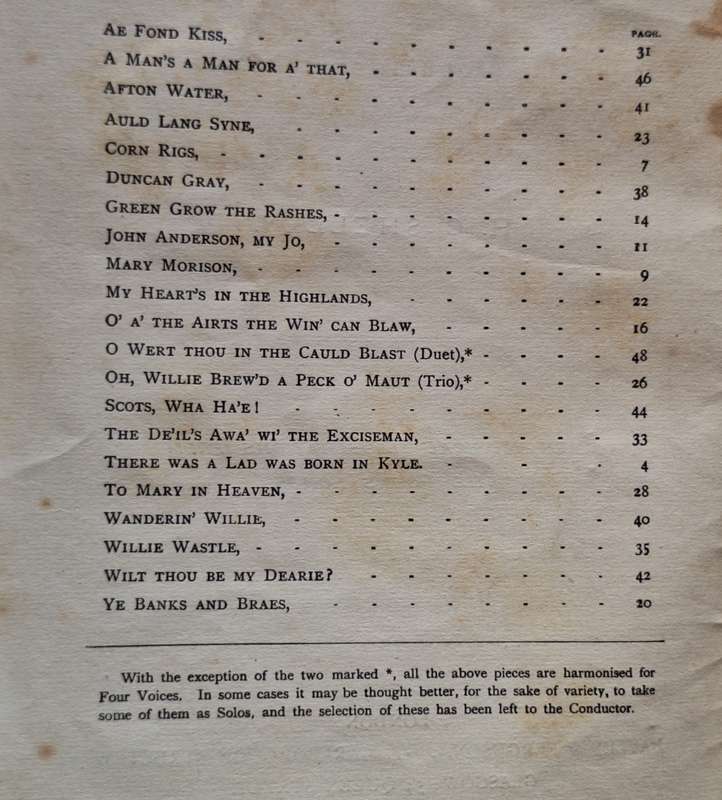 PAGE.
AE FOND KISS, - - - - - - - - - - 31
A MAN'S A MAN FOR A' THAT, - - - - - - - 46
AFTON WATER, - - - - - - - - - - 41
AULD LANG SYNE, - - - - - - - - - 23
CORN RIGS, - - - - - - - - - - - 7
DUNCAN GRAY, - - - - - - - - - - 38
GREEN GROW THE RASHES, - - - - - - - - 14
JOHN ANDERSON, MY JO, - - - - - - - - 11
MARY MORISON, - - - - - - - - - - 9
MY HEART'S IN THE HIGHLANDS, - - - - - - 22
O' A' THE AIRTS THE WIN' CAN BLAW, - - - - - 16
O WERT THOU IN THE CAULD BLAST (Duet),* - - - - 48
OH, WILLIE BREW'D A PECK O' MAUT (Trio),* - - - - 26
SCOTS, WHA HA'E! - - - - - - - - - 44
THE DE'IL'S AWA' WI' THE EXCISEMAN, - - - - - 33
THERE WAS A LAD WAS BORN IN KYLE. - - - 4
TO MARY IN HEAVEN, - - - - - - - - - 28
WANDERIN' WILLIE, - - - - - - - - - 40
WILLIE WASTLE, - - - - - - - - - - 35
WILT THOU BE MY DEARIE? - - - - - - - 42
YE BANKS AND BRAES, - - - - - - - - 20
With the exception of the two marked *, all the above pieces are harmonised for
Four Voices. In some cases it may be thought better, for the sake of variety, to take
some of them as Solos, and the selection of these has been left to the Conductor.